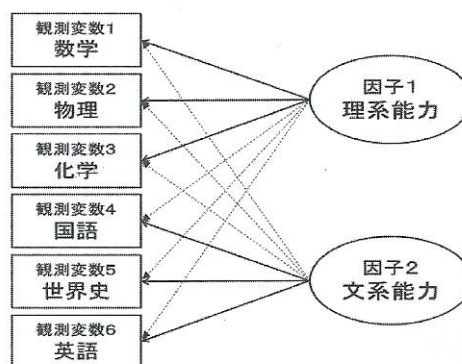 観測変数1
数学
観測変数2
物理
観測変数3
化学
観測変数4
国語
観測変数5
世界史
観測変数6
英語
因子1
理系能力
因子2
文系能力